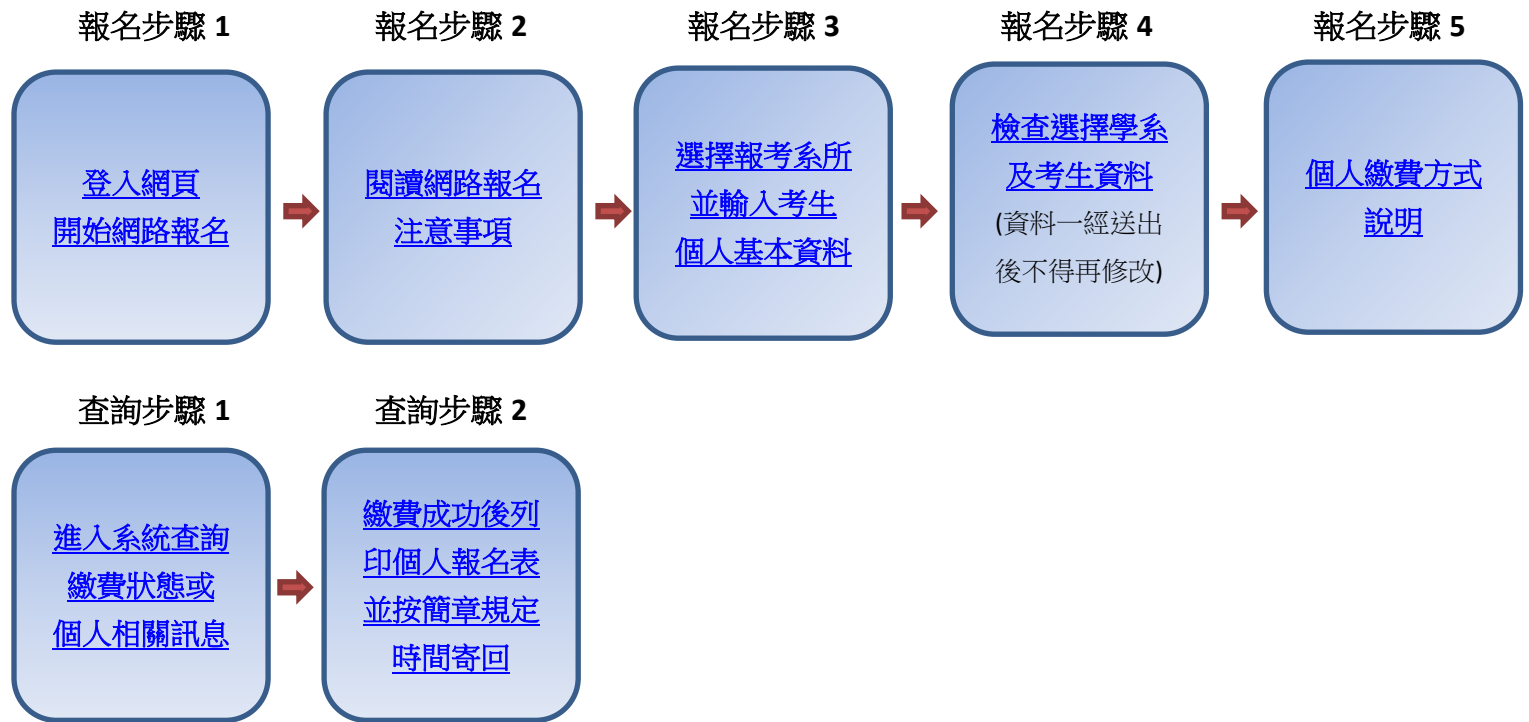 報名步驟 1
報名步驟 2
報名步驟 3
報名步驟 4
報名步驟 5
登入網頁
開始網路報名
閱讀網路報名
注意事項
選擇報考系所
並輸入考生
個人基本資料
檢查選擇學系
及考生資料
(資料一經送出
後不得再修改)
個人繳費方式
說明
查詢步驟 1
查詢步驟 2
進入系統查詢
繳費狀態或
個人相關訊息
繳費成功後列
印個人報名表
並按簡章規定
時間寄回